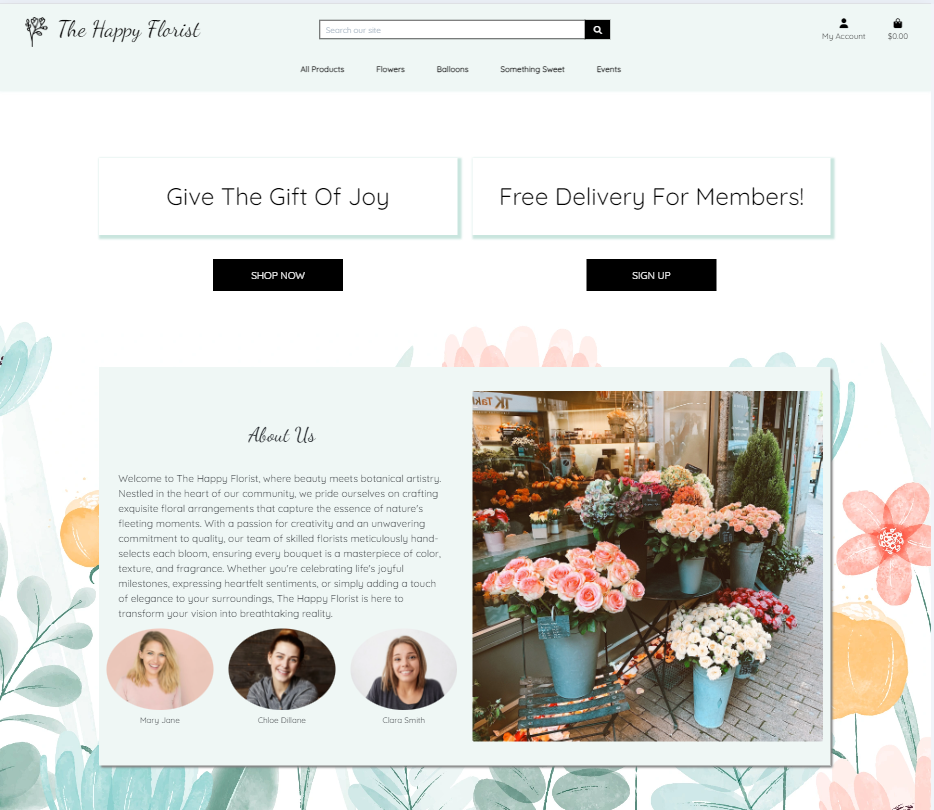 The Happy Florist
Search our site
My Account
$0.00
All Products Flowers Balloons Something Sweet Events
Give The Gift Of Joy
Free Delivery For Members!
SHOP NOW
SIGN UP
About Us
Welcome to The Happy Florist, where beauty meets botanical artistry.
Nestled in the heart of our community, we pride ourselves on crafting
exquisite floral arrangements that capture the essence of nature's
fleeting moments. With a passion for creativity and an unwavering
commitment to quality, our team of skilled florists meticulously hand-
selects each bloom, ensuring every bouquet is a masterpiece of color,
texture, and fragrance. Whether you're celebrating life's joyful
milestones, expressing heartfelt sentiments, or simply adding a touch
of elegance to your surroundings, The Happy Florist is here to
transform your vision into breathtaking reality.
Mary Jane
Chloe Dillane
Clara Smith